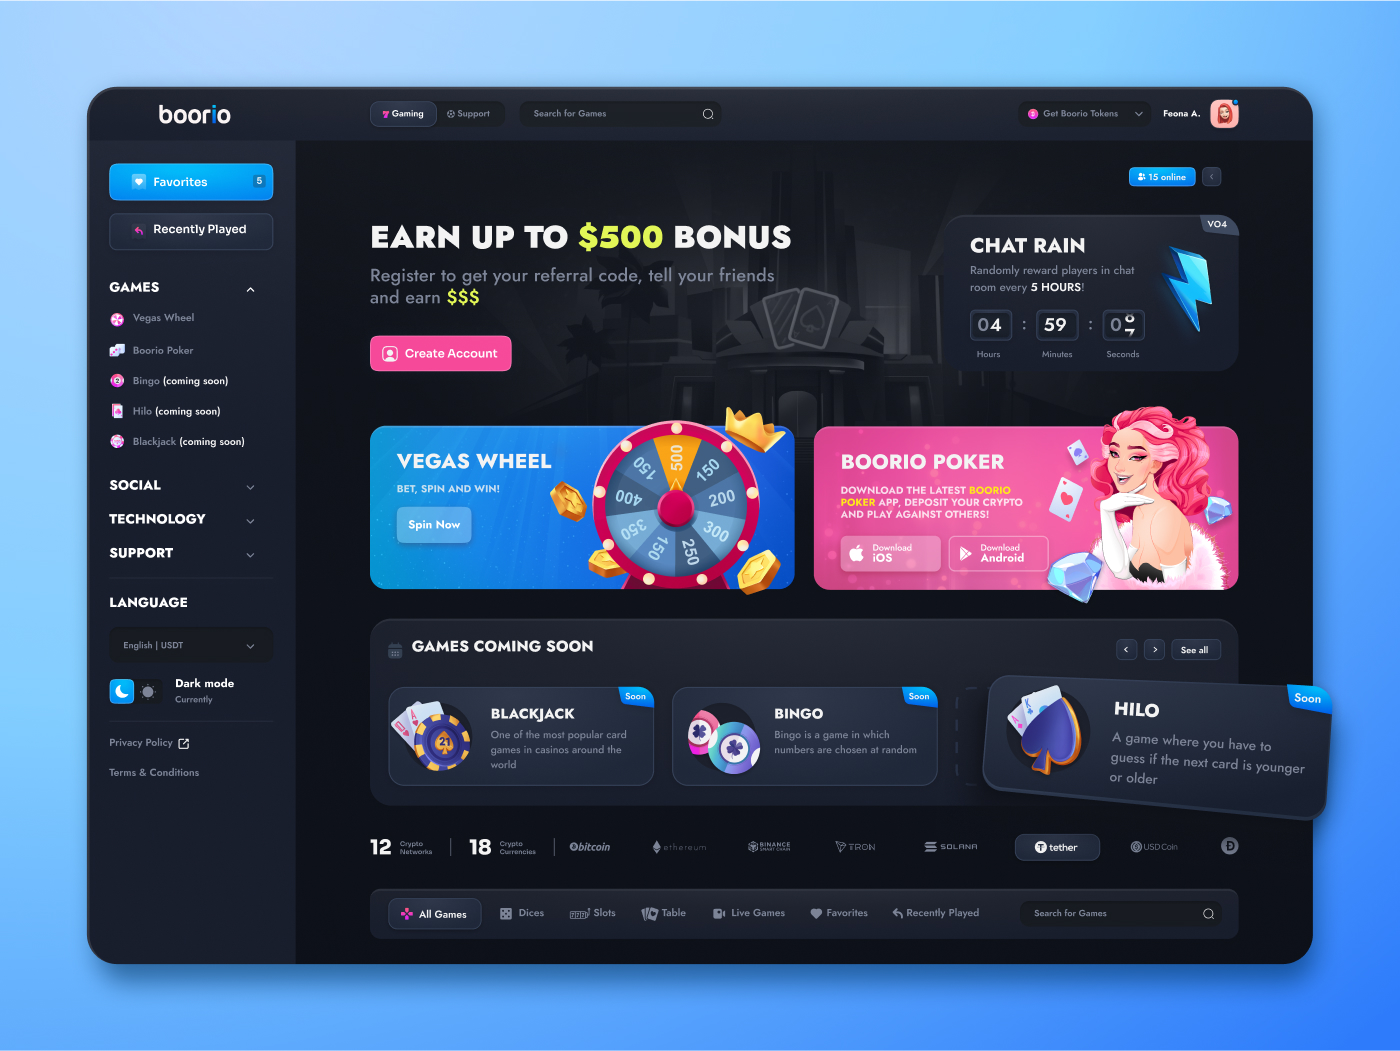 boorio
Gaming
Support
Search for Games
Get Boorio Tokens
Feona A.
Favorites
5
Recently Played
GAMES
Vegas Wheel
Boorio Poker
Bingo (coming soon)
Hilo (coming soon)
Blackjack (coming soon)
SOCIAL
TECHNOLOGY
SUPPORT
LANGUAGE
English | USDT
Dark mode
Currently
Privacy Policy
Terms & Conditions
15 online
EARN UP TO $500 BONUS
Register to get your referral code, tell your friends
and earn $$$
Create Account
VO4
CHAT RAIN
Randomly reward players in chat
room every 5 HOURS!
04 : 59 : 0
Hours Minutes Seconds
VEGAS WHEEL
BET, SPIN AND WIN!
Spin Now
500
150
200
300
250
150
350
400
150
BOORIO POKER
DOWNLOAD THE LATEST BOORIO
POKER APP, DEPOSIT YOUR CRYPTO
AND PLAY AGAINST OTHERS!
Download
iOS
Download
Android
GAMES COMING SOON
See all
Soon
BLACKJACK
One of the most popular card
games in casinos around the
world
21
Soon
BINGO
Bingo is a game in which
numbers are chosen at random
Soon
HILO
A game where you have to
guess if the next card is younger
or older
12 Crypto
Networks
18 Crypto
Currencies
bitcoin
ethereum
BINANCE
SMART CHAIN
TRON
SOLANA
tether
USD Coin
All Games
Dices
Slots
Table
Live Games
Favorites
Recently Played
Search for Games